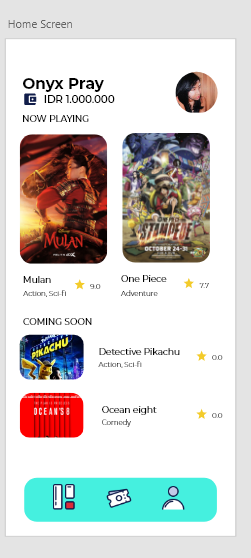 Home Screen
Onyx Pray
IDR 1.000.000
NOW PLAYING
MULAN
STAMPEDE
OCTOBER 24-31
Mulan
9.0
Action, Sci-fi
One Piece
7.7
Adventure
COMING SOON
PIKACHU
Detective Pikachu
0.0
Action, Sci-fi
OCEAN'S 8
Ocean eight
0.0
Comedy